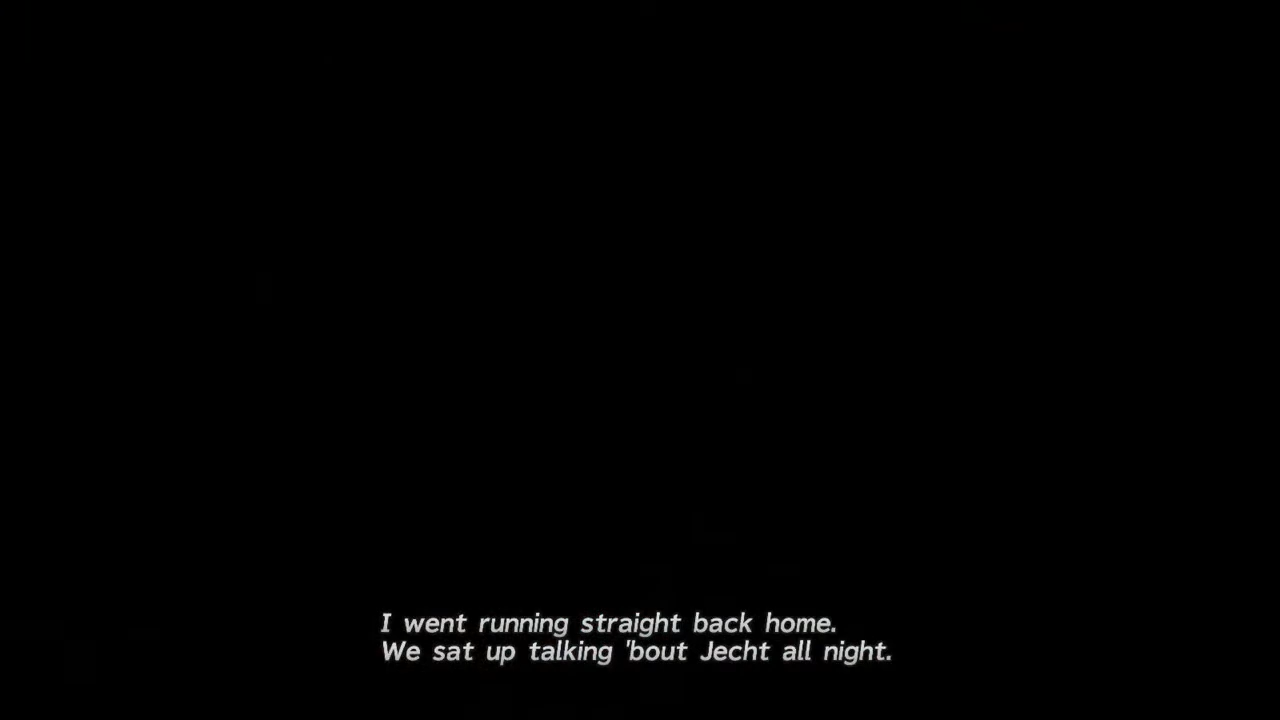 I went running straight back home.
We sat up talking 'bout Jecht all night.